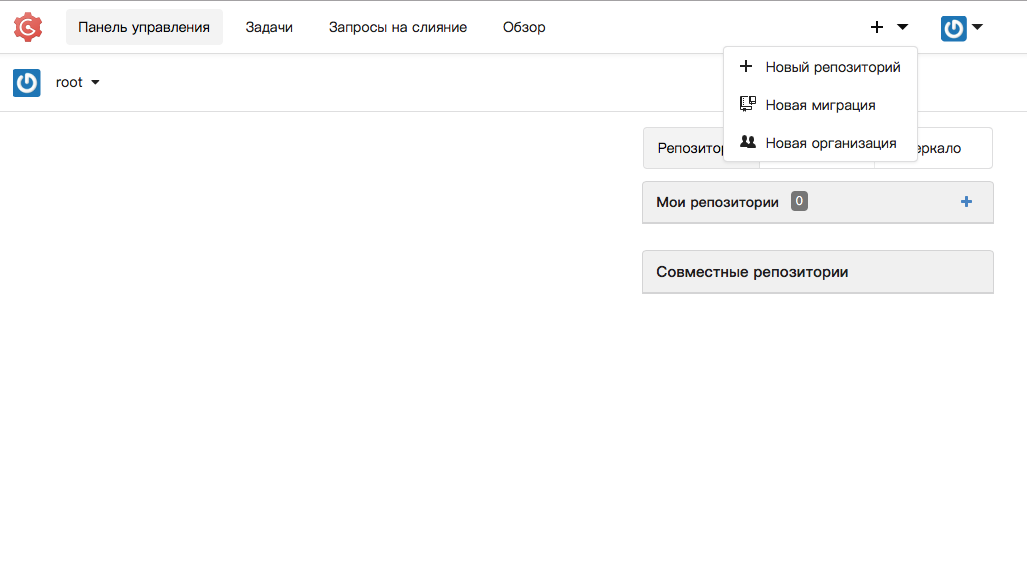 Панель управления
Задачи
Запросы на слияние
Обзор
root
Новый репозиторий
Новая миграция
Новая организация
Мои репозитории 0
Совместные репозитории